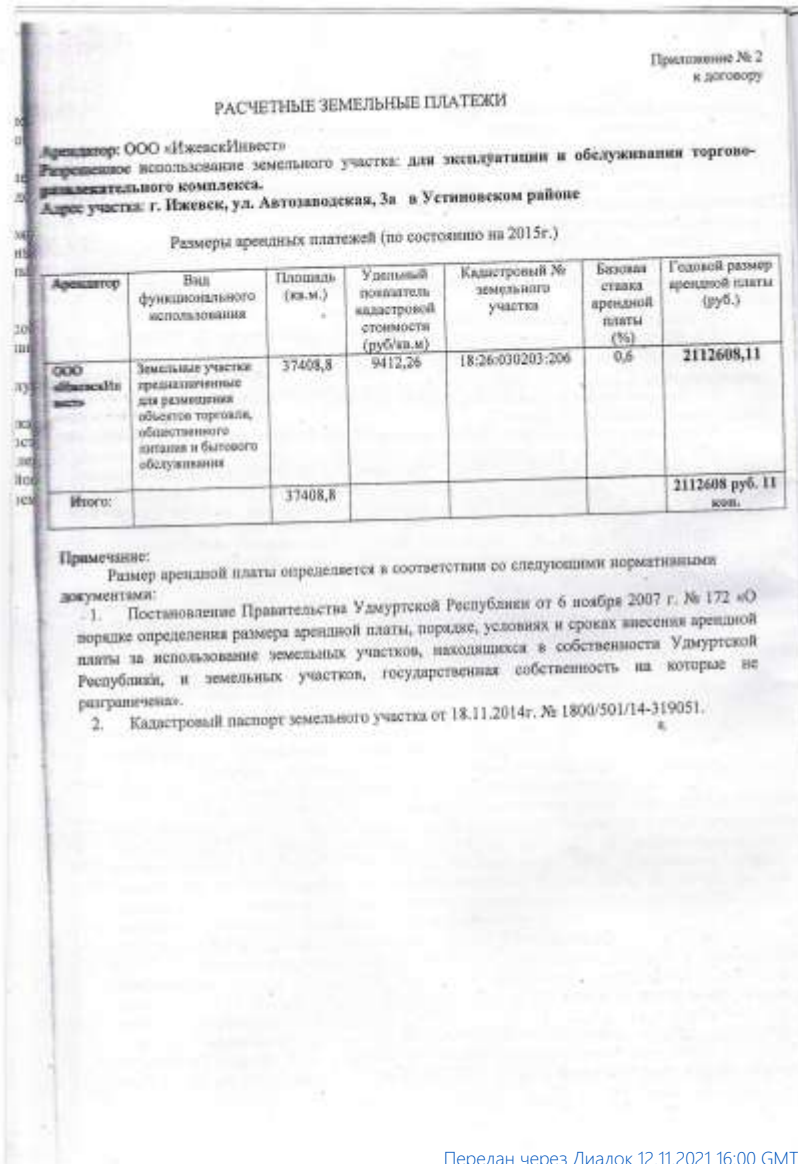 Приложение № 2
к договору
РАСЧЕТНЫЕ ЗЕМЕЛЬНЫЕ ПЛАТЕЖИ
Арендатор: ООО «ИжевскИнвест»
Разрешенное использование земельного участка: для эксплуатации и обслуживания торгово-
развлекательного комплекса.
Адрес участка: г. Ижевск, ул. Автозаводская, 3а в Устиновском районе
Размеры арендных платежей (по состоянию на 2015г.)
Арендатор
Вид
функционального
использования
Площадь
(кв.м.)
Удельный
показатель
кадастровой
стоимости
(руб/кв.м)
Кадастровый №
земельного
участка
Базовая
ставка
арендной
платы
(%)
Годовой размер
арендной платы
(руб.)
ООО
«ИжевскИн
вест»
Земельные участки
предназначенные
для размещения
объектов торговли,
общественного
питания и бытового
обслуживания
37408,8
9412,26
18:26:030203:206
0,6
2112608,11
Итого:
37408,8
2112608 руб. 11
коп.
Примечание:
Размер арендной платы определяется в соответствии со следующими нормативными
документами:
1. Постановление Правительства Удмуртской Республики от 6 ноября 2007 г. № 172 «О
порядке определения размера арендной платы, порядке, условиях и сроках внесения арендной
платы за использование земельных участков, находящихся в собственности Удмуртской
Республики, и земельных участков, государственная собственность на которые не
разграничена».
2. Кадастровый паспорт земельного участка от 18.11.2014г. № 1800/501/14-319051.
Передан через Диадок 12.11.2021 16:00 GMT